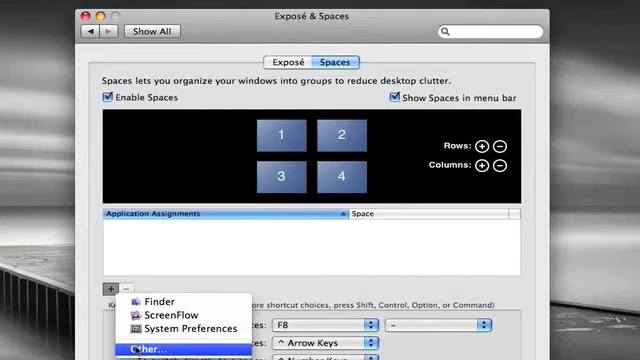 Exposé & Spaces
Show All
Exposé Spaces
Spaces lets you organize your windows into groups to reduce desktop clutter.
Enable Spaces
Show Spaces in menu bar
1 2
Rows:
3 4
Columns:
Application Assignments Space
+ −
Finder
ore shortcut choices, press Shift, Control, Option, or Command)
ScreenFlow
System Preferences
F8 –
Other...
^ Arrow Keys